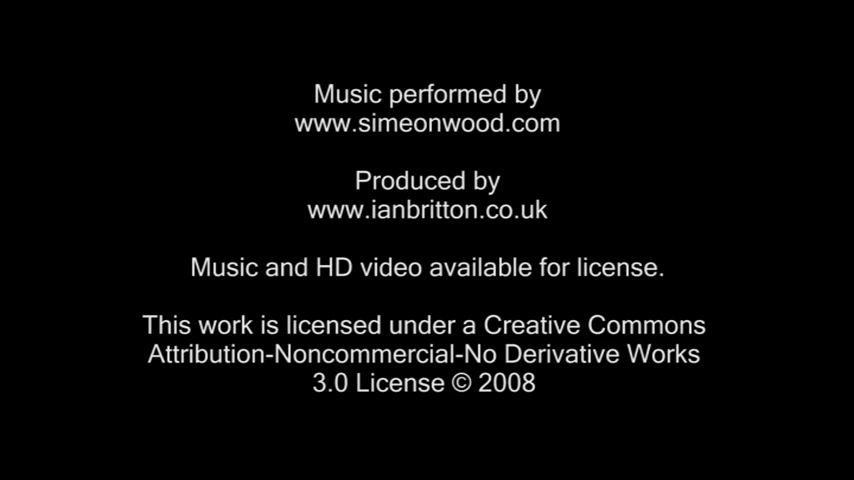 Music performed by
www.simeonwood.com
Produced by
www.ianbritton.co.uk
Music and HD video available for license.
This work is licensed under a Creative Commons
Attribution-Noncommercial-No Derivative Works
3.0 License © 2008